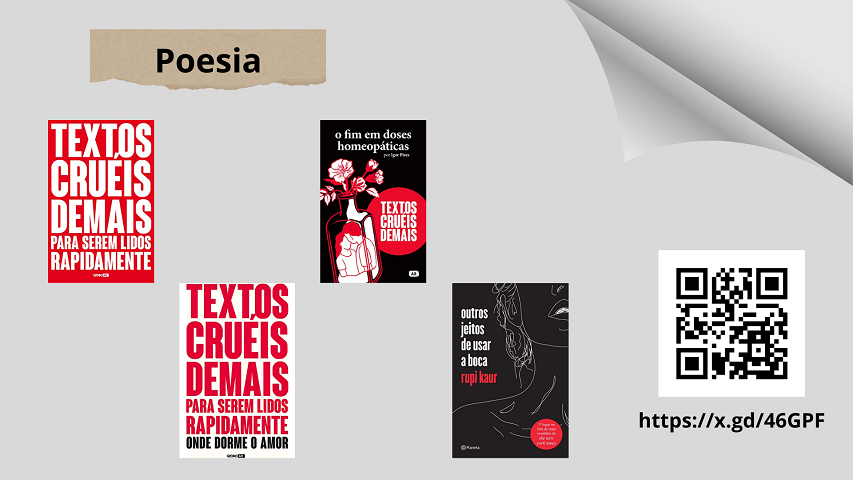 Poesia
TEXTOS
CRUÉIS
DEMAIS
PARA SEREM LIDOS
RAPIDAMENTE
o fim em doses
homeopáticas
por Igor Pires
TEXTOS
CRUÉIS
DEMAIS
TEXTOS
CRUÉIS
DEMAIS
PARA SEREM LIDOS
RAPIDAMENTE
ONDE DORME O AMOR
outros
jeitos
de usar
a boca
rupi kaur
Planeta
https://x.gd/46GPF